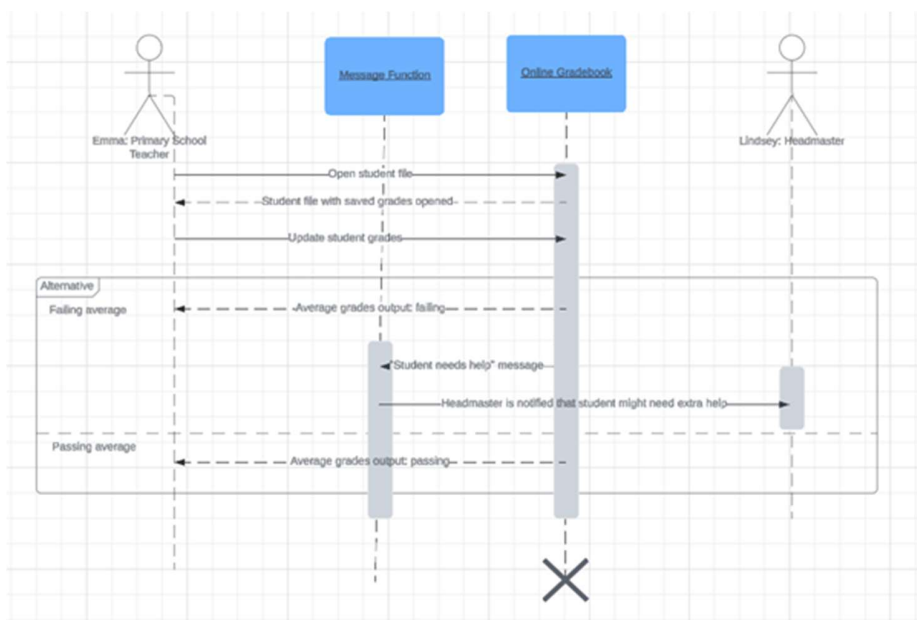 Message Function
Online Gradebook
Emma: Primary School
Teacher
Lindsey: Headmaster
Open student file
Student file with saved grades opened
Update student grades
Alternative
Failing average
Average grades output: failing
"Student needs help" message
Headmaster is notified that student might need extra help
Passing average
Average grades output: passing